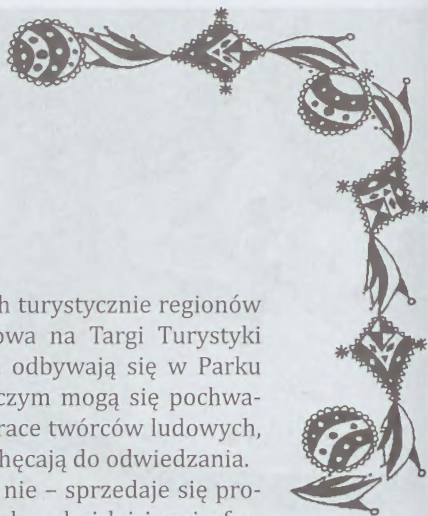 h turystycznie regionów
owa na Targi Turystyki
odbywają się w Parku
czym mogą się pochwa-
race twórców ludowych,
hęcają do odwiedzania.
nie – sprzedaje się pro-